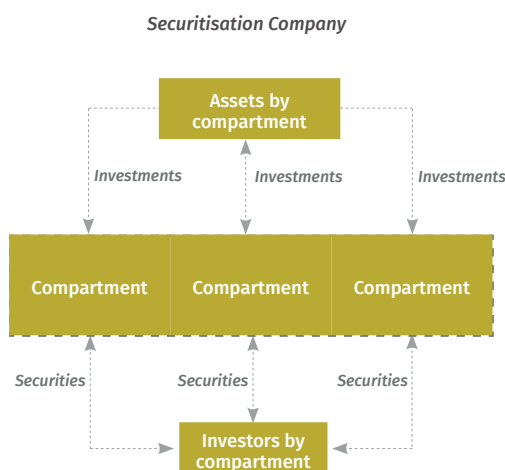 Securitisation Company
Assets by
compartment
Investments
Investments
Investments
Compartment
Compartment
Compartment
Securities
Securities
Securities
Investors by
compartment